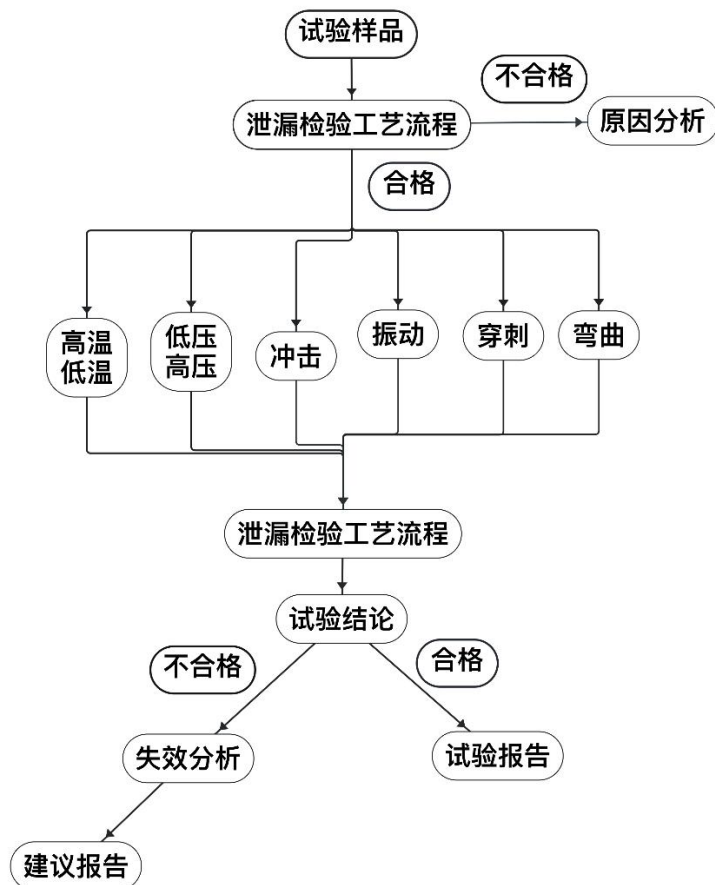 试验样品
不合格
泄漏检验工艺流程
原因分析
合格
高温
低温
低压
高压
冲击
振动
穿刺
弯曲
泄漏检验工艺流程
试验结论
不合格
合格
失效分析
试验报告
建议报告